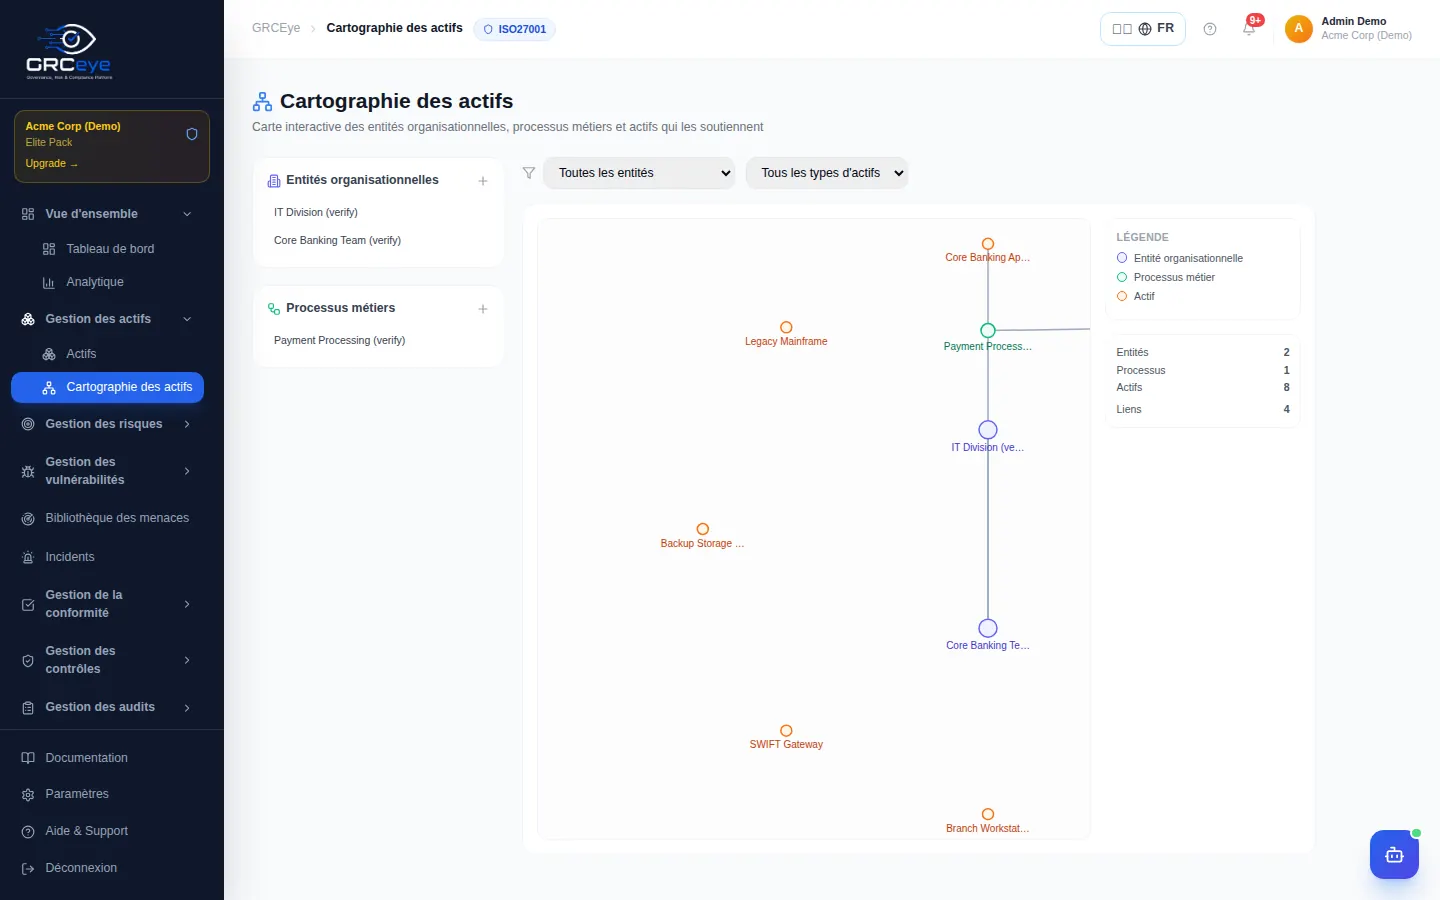 GRCeye
Governance, Risk & Compliance Platform
Acme Corp (Demo)
Elite Pack
Upgrade →
Vue d'ensemble
Tableau de bord
Analytique
Gestion des actifs
Actifs
Cartographie des actifs
Gestion des risques
Gestion des
vulnérabilités
Bibliothèque des menaces
Incidents
Gestion de la
conformité
Gestion des
contrôles
Gestion des audits
Documentation
Paramètres
Aide & Support
Déconnexion
GRCEye
Cartographie des actifs
ISO27001
FR
9+
A
Admin Demo
Acme Corp (Demo)
Cartographie des actifs
Carte interactive des entités organisationnelles, processus métiers et actifs qui les soutiennent
Entités organisationnelles
IT Division (verify)
Core Banking Team (verify)
Processus métiers
Payment Processing (verify)
Toutes les entités
Tous les types d'actifs
Core Banking Ap…
Legacy Mainframe
Payment Process…
IT Division (ve…
Backup Storage …
Core Banking Te…
SWIFT Gateway
Branch Workstat…
LÉGENDE
Entité organisationnelle
Processus métier
Actif
Entités 2
Processus 1
Actifs 8
Liens 4